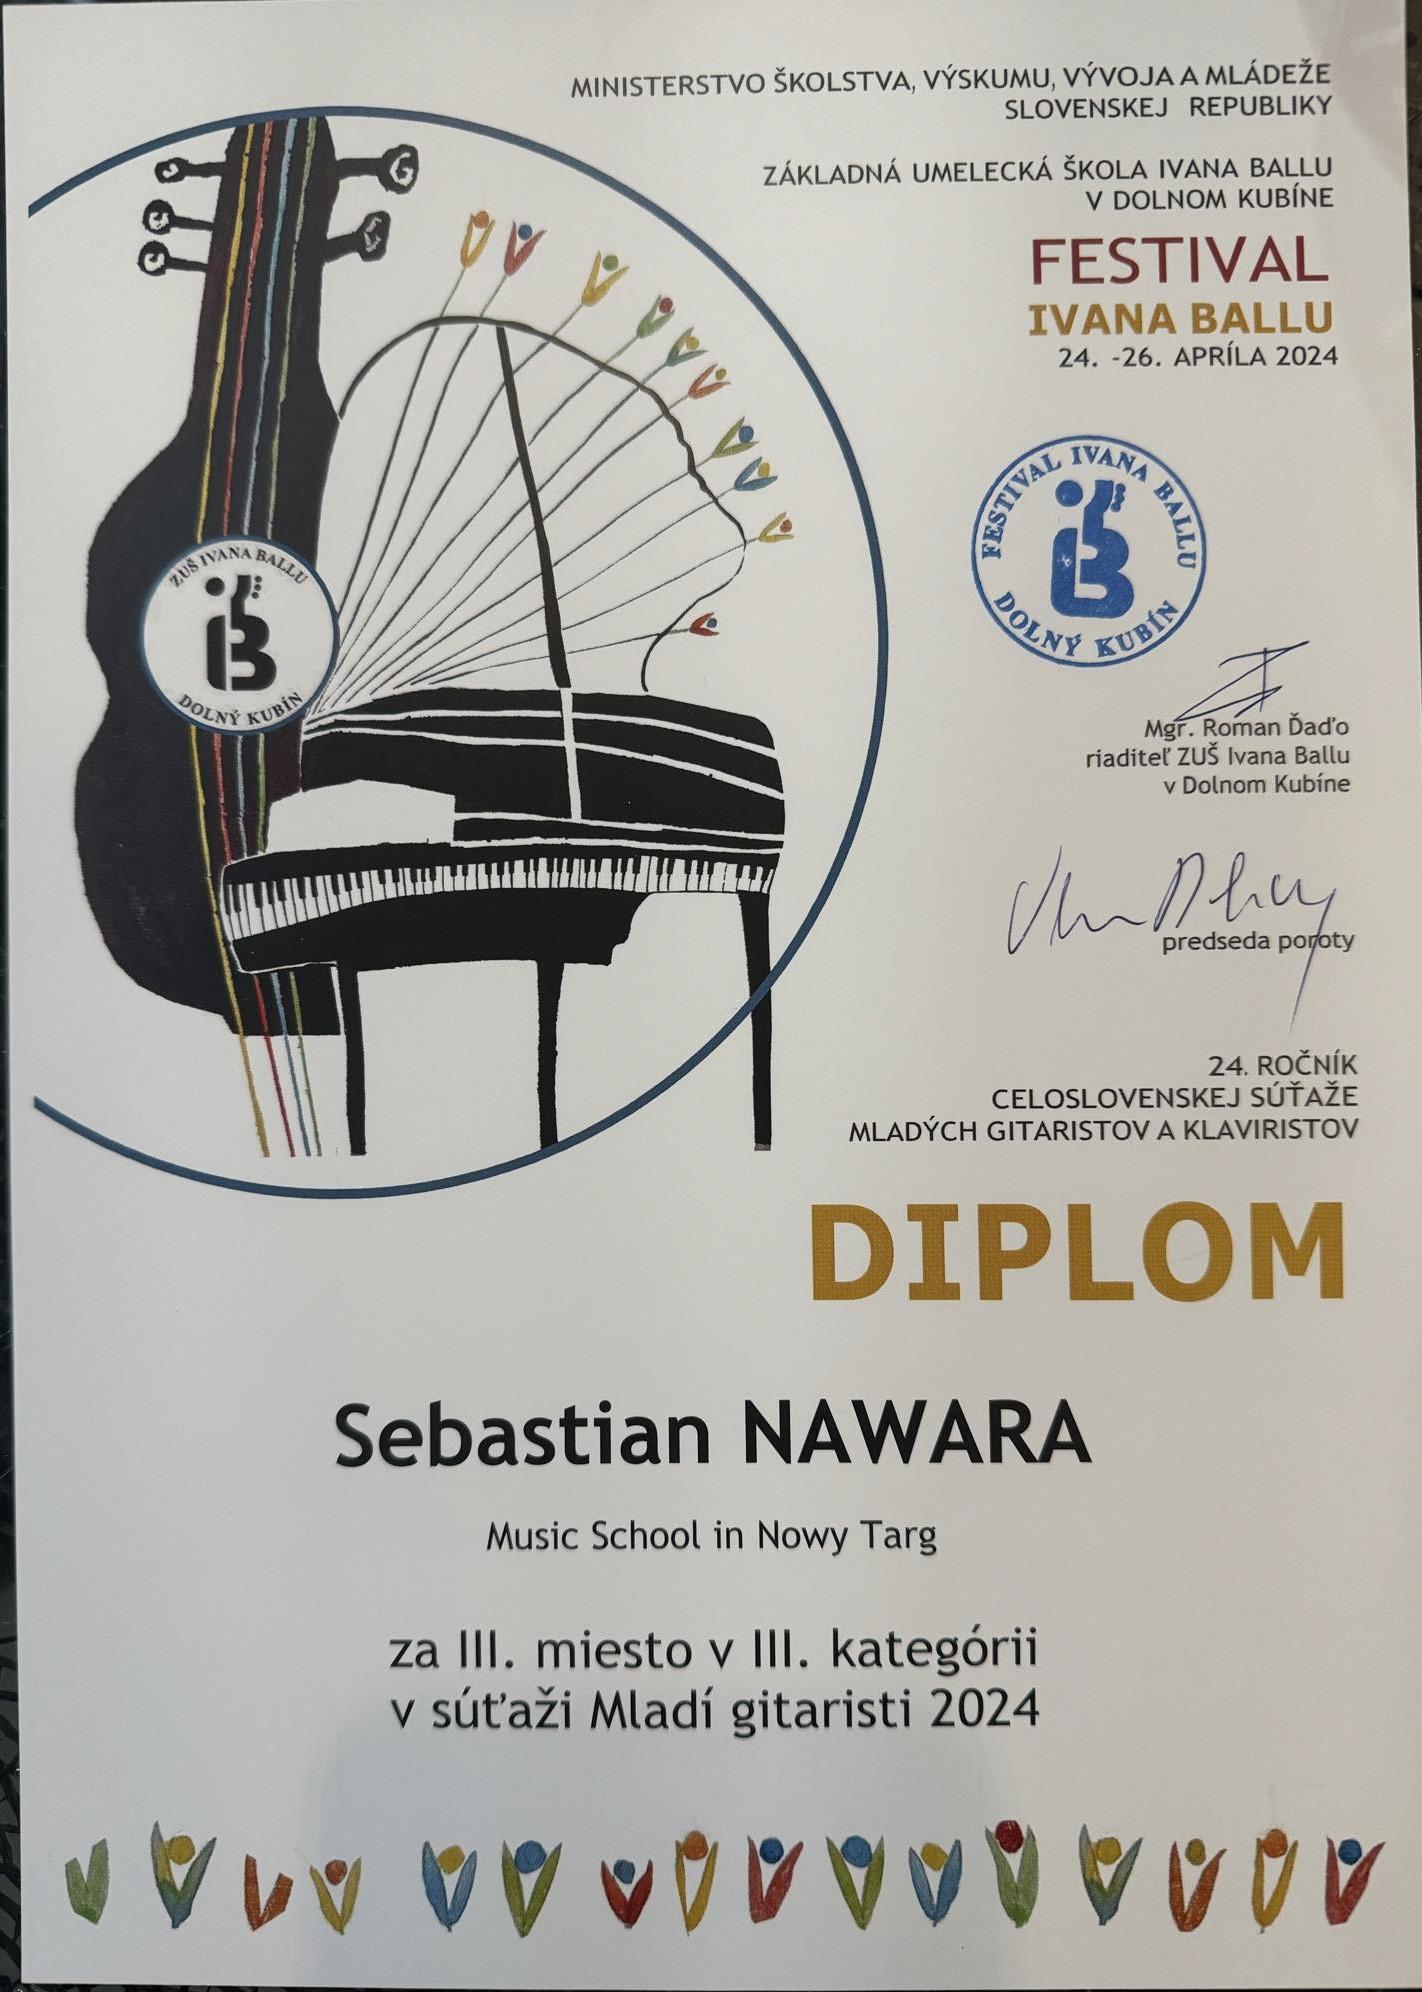 MINISTERSTVO ŠKOLSTVA, VÝSKUMU, VÝVOJA A MLÁDEŽE
SLOVENSKEJ REPUBLIKY
ZÁKLADNÁ UMELECKÁ ŠKOLA IVANA BALLU
V DOLNOM KUBÍNE
FESTIVAL
IVANA BALLU
24. -26. APRÍLA 2024
FESTIVAL IVANA BALLU
DOLNÝ KUBÍN
ZUŠ IVANA BALLU
DOLNÝ KUBÍN
Mgr. Roman Ďaďo
riaditeľ ZUŠ Ivana Ballu
v Dolnom Kubíne
predseda poroty
24. ROČNÍK
CELOSLOVENSKEJ SÚŤAŽE
MLADÝCH GITARISTOV A KLAVIRISTOV
DIPLOM
Sebastian NAWARA
Music School in Nowy Targ
za III. miesto v III. kategórii
v súťaži Mladí gitaristi 2024